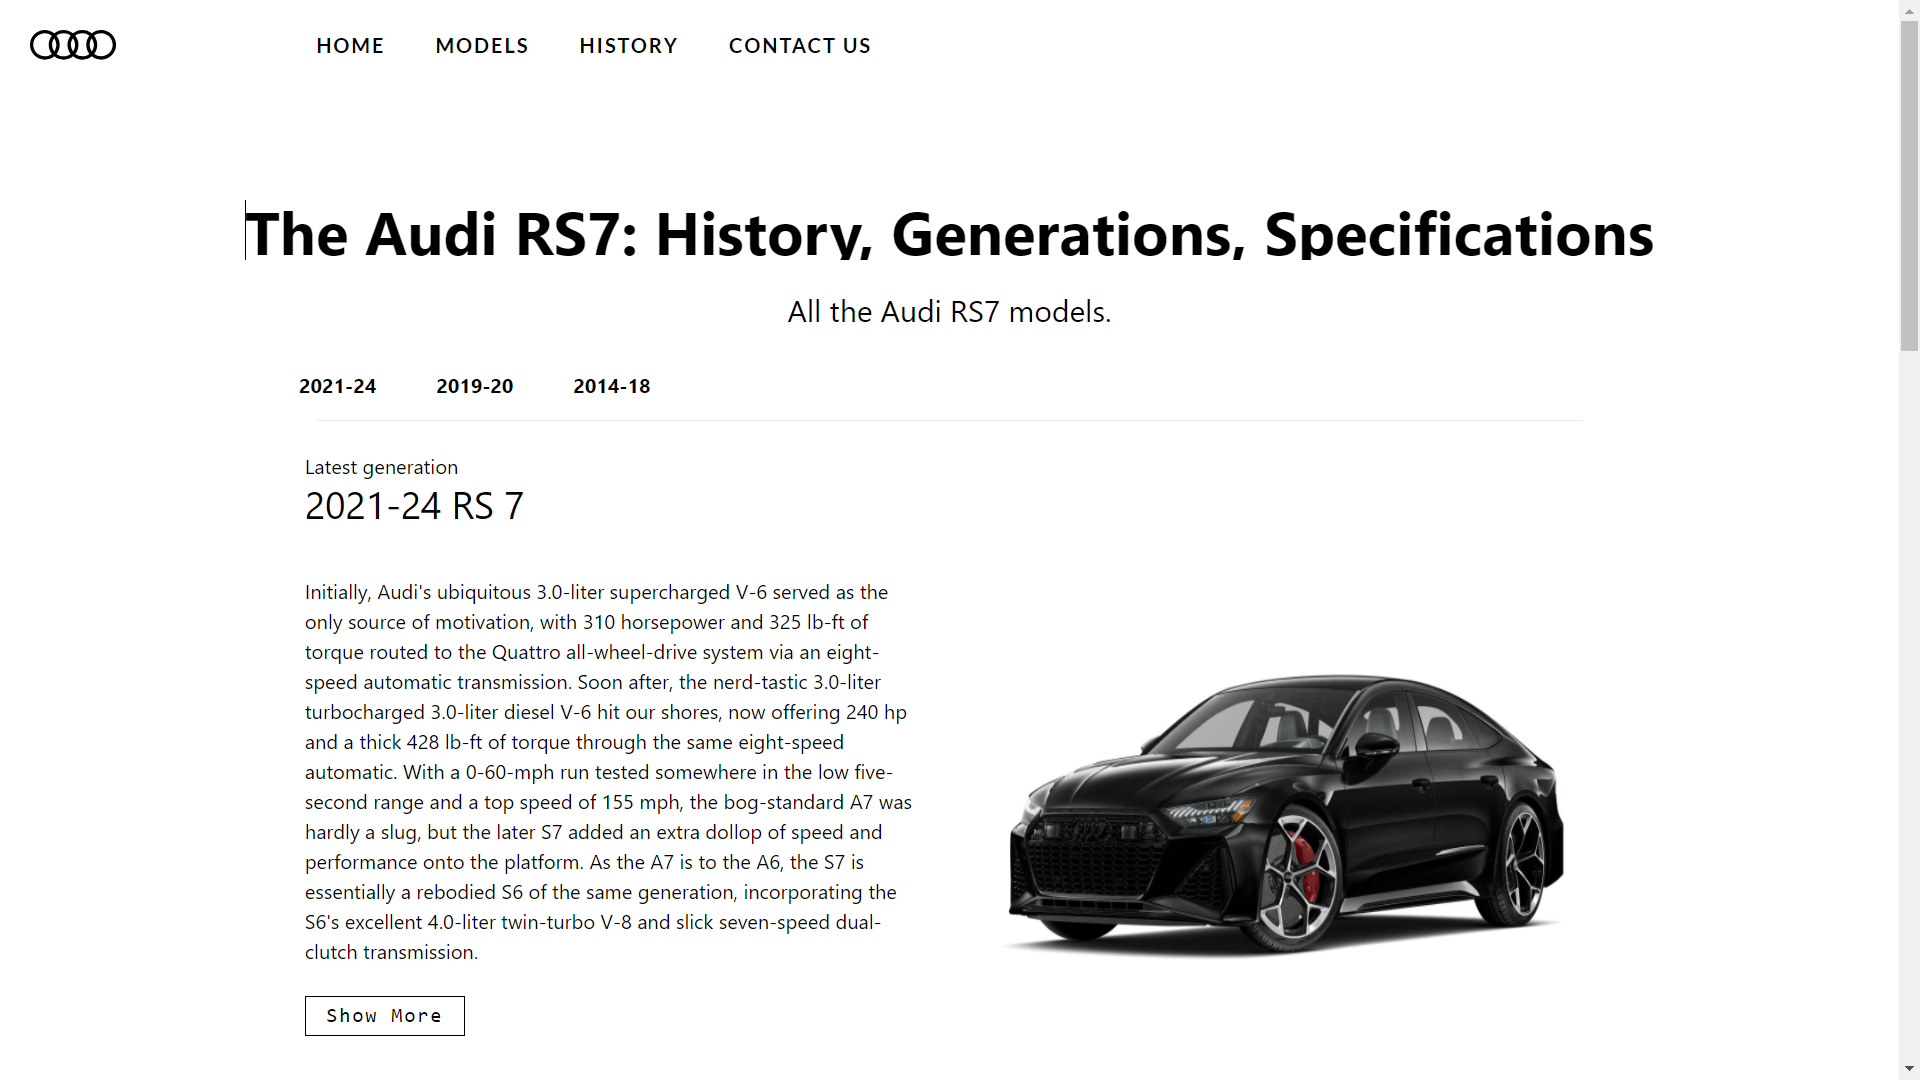 HOME MODELS HISTORY CONTACT US
The Audi RS7: History, Generations, Specifications
All the Audi RS7 models.
2021-24 2019-20 2014-18
Latest generation
2021-24 RS 7
Initially, Audi's ubiquitous 3.0-liter supercharged V-6 served as the
only source of motivation, with 310 horsepower and 325 lb-ft of
torque routed to the Quattro all-wheel-drive system via an eight-
speed automatic transmission. Soon after, the nerd-tastic 3.0-liter
turbocharged 3.0-liter diesel V-6 hit our shores, now offering 240 hp
and a thick 428 lb-ft of torque through the same eight-speed
automatic. With a 0-60-mph run tested somewhere in the low five-
second range and a top speed of 155 mph, the bog-standard A7 was
hardly a slug, but the later S7 added an extra dollop of speed and
performance onto the platform. As the A7 is to the A6, the S7 is
essentially a rebodied S6 of the same generation, incorporating the
S6's excellent 4.0-liter twin-turbo V-8 and slick seven-speed dual-
clutch transmission.
Show More